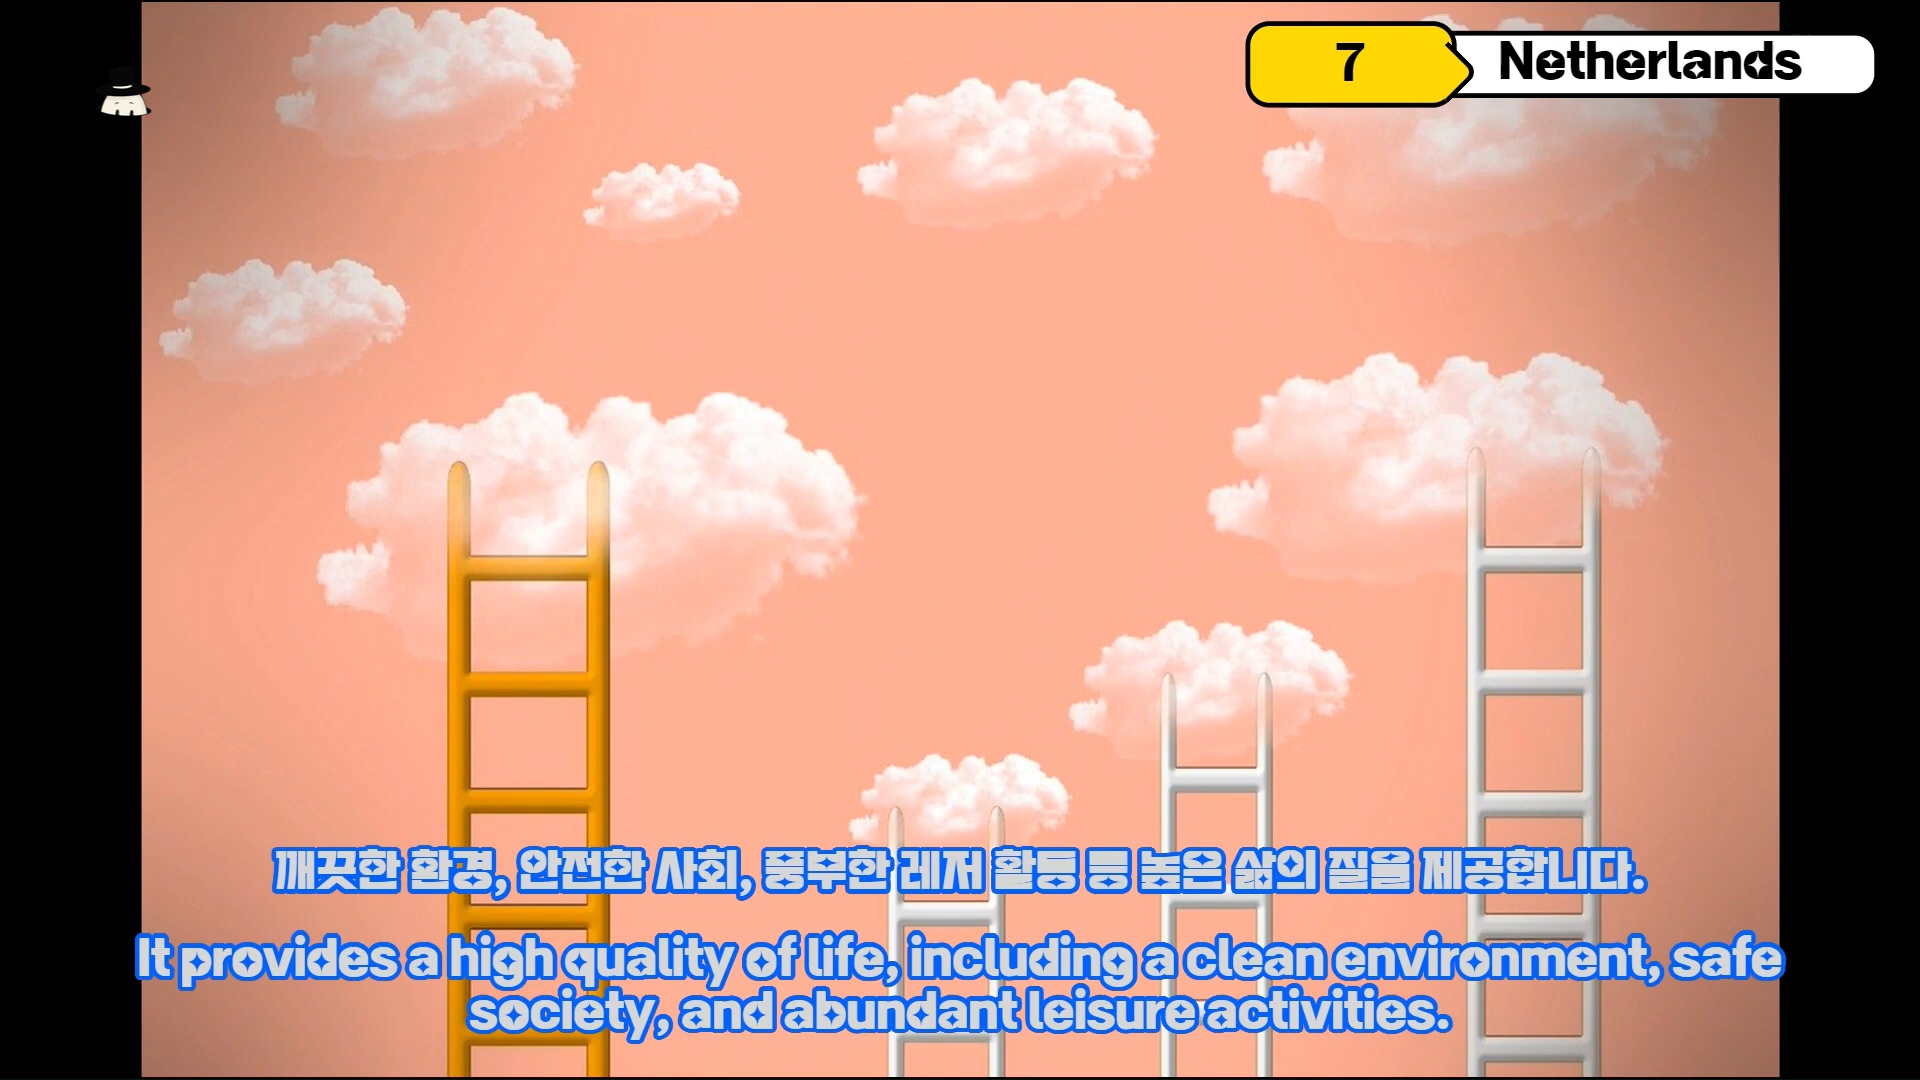 7
Netherlands
깨끗한 환경, 안전한 사회, 풍부한 레저 활동 등 높은 삶의 질을 제공합니다.
It provides a high quality of life, including a clean environment, safe
society, and abundant leisure activities.